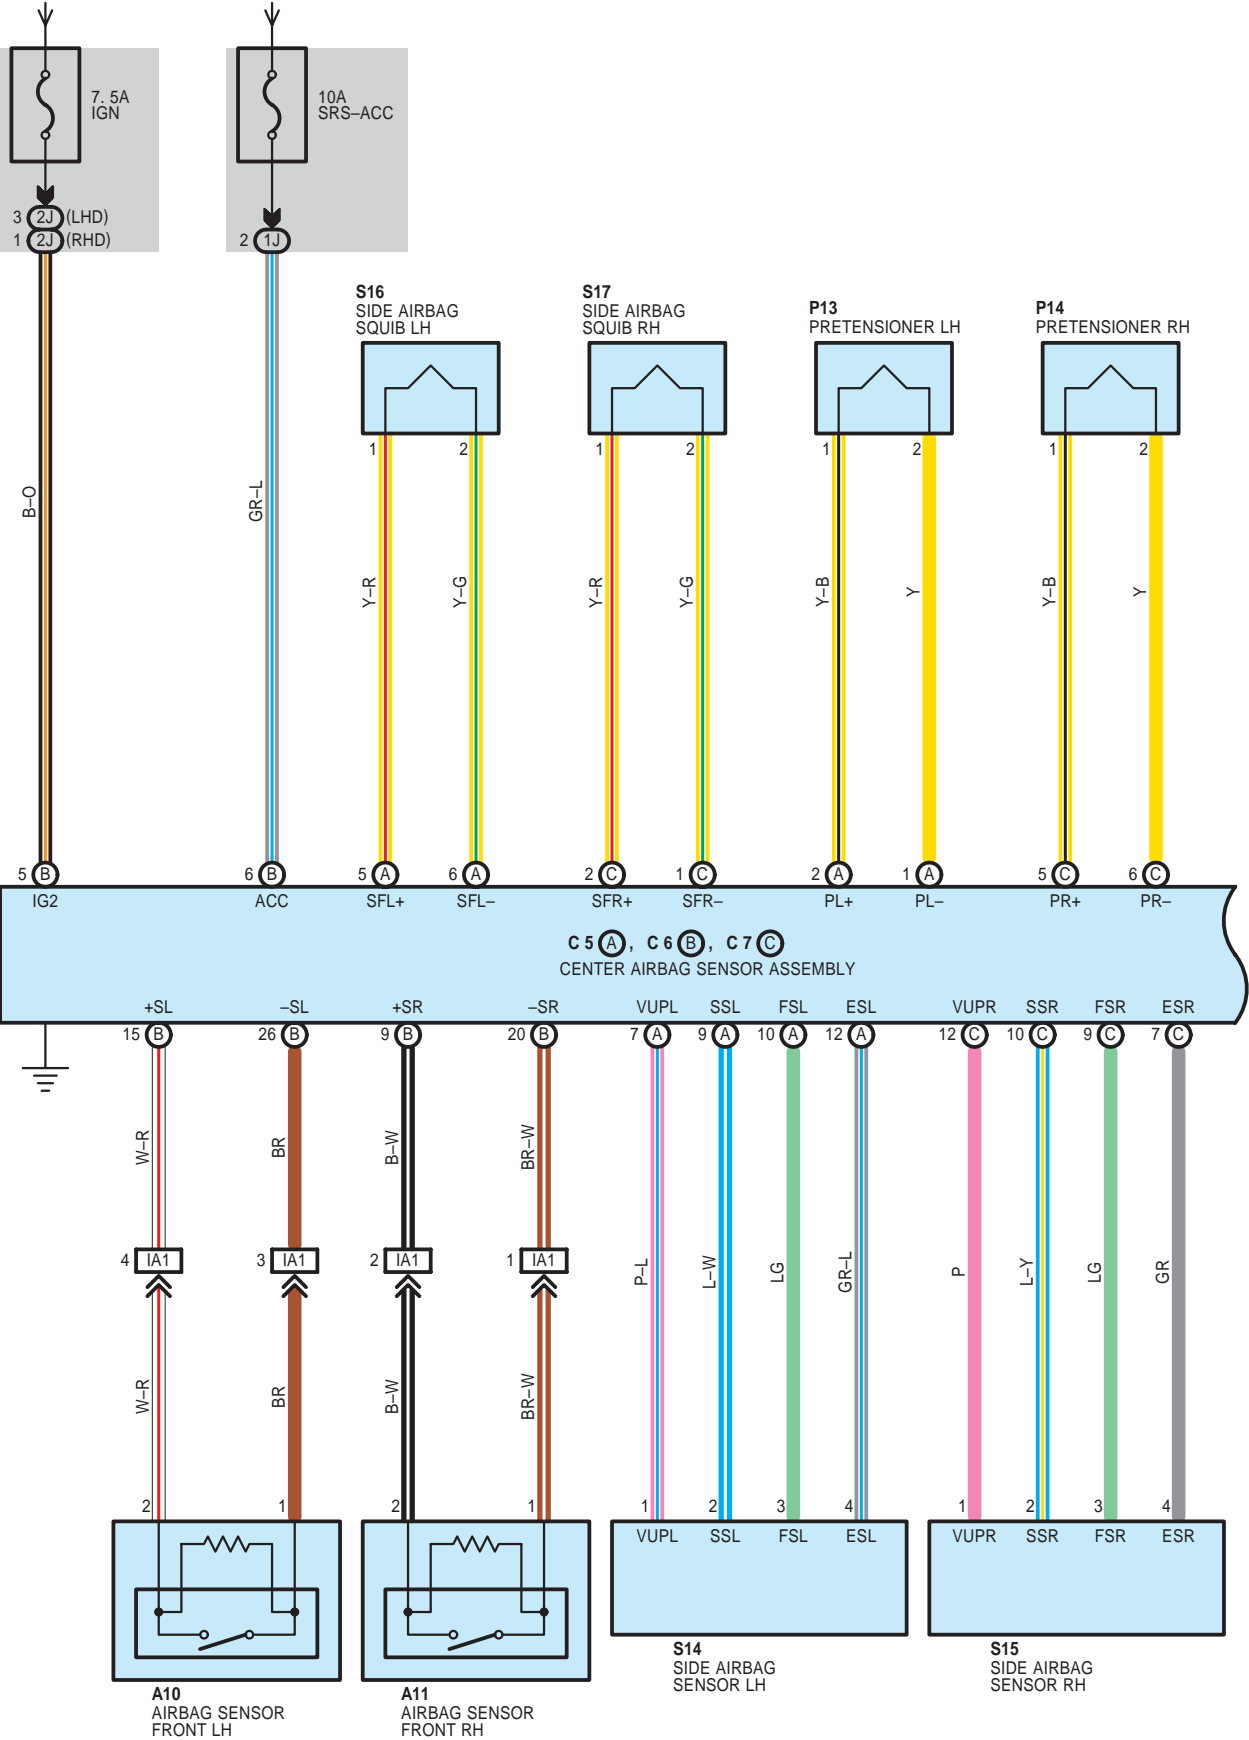 7. 5A
IGN
10A
SRS–ACC
3 2J (LHD)
1 2J (RHD)
2 1J
S16
SIDE AIRBAG
SQUIB LH
S17
SIDE AIRBAG
SQUIB RH
P13
PRETENSIONER LH
P14
PRETENSIONER RH
1 2 1 2 1 2 1 2
B–O
GR–L
Y–R
Y–G
Y–R
Y–G
Y–B
Y
Y–B
Y
5 B 6 B 5 A 6 A 2 C 1 C 2 A 1 A 5 C 6 C
IG2 ACC SFL+ SFL– SFR+ SFR– PL+ PL– PR+ PR–
C 5 A , C 6 B , C 7 C
CENTER AIRBAG SENSOR ASSEMBLY
+SL –SL +SR –SR VUPL SSL FSL ESL VUPR SSR FSR ESR
15 B 26 B 9 B 20 B 7 A 9 A 10 A 12 A 12 C 10 C 9 C 7 C
W–R
BR
B–W
BR–W
4 IA1 3 IA1 2 IA1 1 IA1
P–L
L–W
LG
GR–L
P
L–Y
LG
GR
W–R
BR
B–W
BR–W
2 1 2 1 1 2 3 4 1 2 3 4
VUPL SSL FSL ESL VUPR SSR FSR ESR
S14
SIDE AIRBAG
SENSOR LH
S15
SIDE AIRBAG
SENSOR RH
A10
AIRBAG SENSOR
FRONT LH
A11
AIRBAG SENSOR
FRONT RH